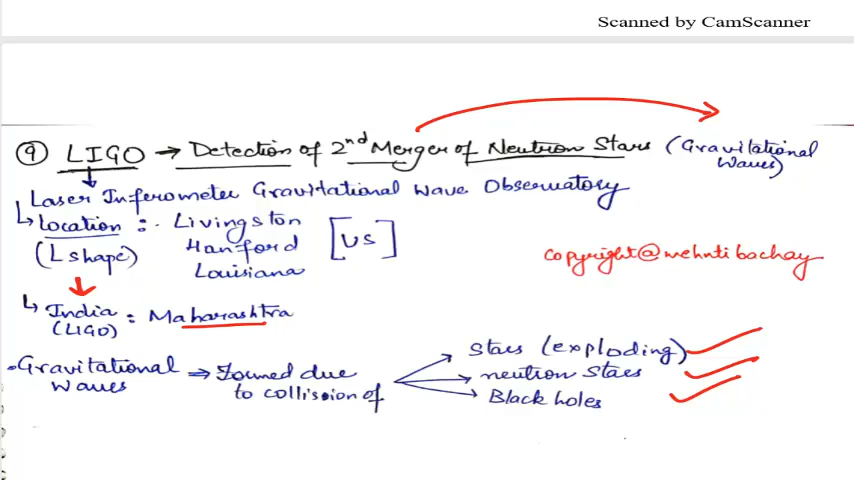 Scanned by CamScanner
⑨ LIGO → Detection of 2nd Merger of Neutron Stars (Gravitational Waves)
Laser Inferometer Gravitational Wave Observatory
Location :- Livingston
Hanford [US]
(L shape)
Louisiana
copyright@mehnti bachay
India : Maharashtra
(LIGO)
Gravitational Waves ⇒ Formed due to collision of
Stars (exploding)
neutron Stars
Black holes